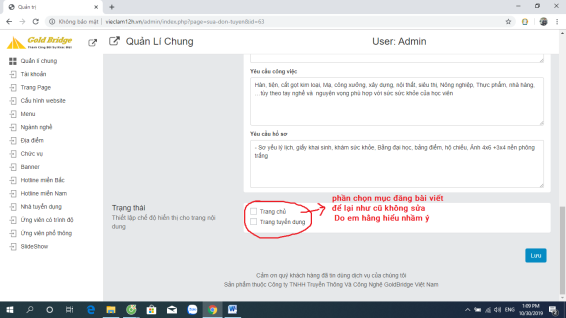 Quản trị
Không bảo mật | vieclam12h.vn/admin/index.php?page=sua-don-tuyen&id=63
Gold Bridge
Quản Lí Chung
User: Admin
Quản lí chung
Tài khoản
Trang Page
Cấu hình website
Menu
Ngành nghề
Địa điểm
Chức vụ
Banner
Hotline miền Bắc
Hotline miền Nam
Nhà tuyển dụng
Ứng viên có trình độ
Ứng viên phổ thông
SlideShow
Yêu cầu công việc
Hàn, tiện, cắt gọt kim loại, Mạ, công xưởng, xây dựng, nội thất, siêu thị, Nông nghiệp, Thực phẩm, nhà hàng,
…tùy theo tay nghề và nguyện vọng phù hợp với sức sức khỏe của học viên
Yêu cầu hồ sơ
- Sơ yếu lý lịch, giấy khai sinh, khám sức khỏe, Bằng đại học, bảng điểm, hộ chiếu, Ảnh 4x6 +3x4 nền phông
trắng
Trạng thái
Thiết lập chế độ hiển thị cho trang nội
dung
Trang chủ
Trang tuyển dụng
phần chọn mục đăng bài viết
để lại như cũ không sửa
Do em hằng hiểu nhầm ý
Lưu
Cảm ơn quý khách hàng đã tin dùng dịch vụ của chúng tôi
Sản phẩm thuộc Công ty TNHH Truyền Thông Và Công Nghệ GoldBridge Việt Nam
ENG
1:09 PM
10/30/2019